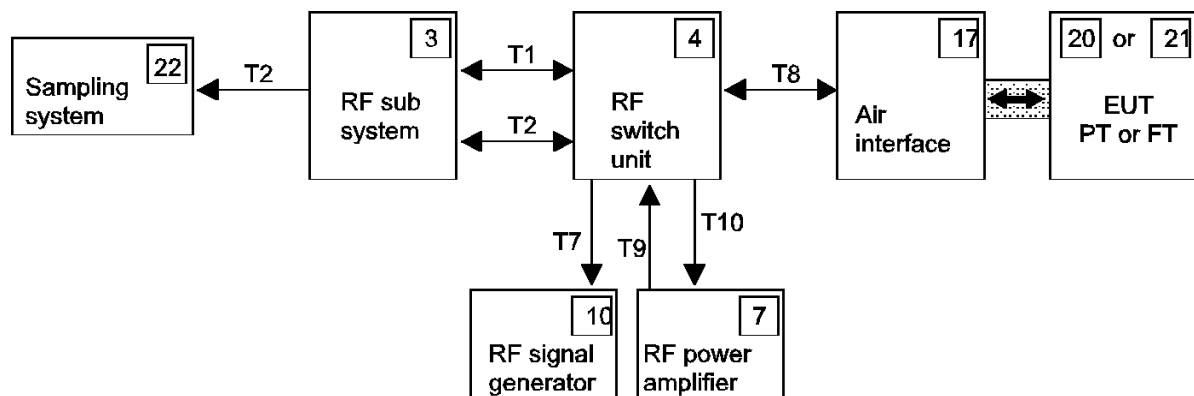 22
Sampling
system
T2
3
RF sub
system
T1
T2
4
RF
switch
unit
T8
17
Air
interface
20 or 21
EUT
PT or FT
T7
T9
T10
10
RF signal
generator
7
RF power
amplifier